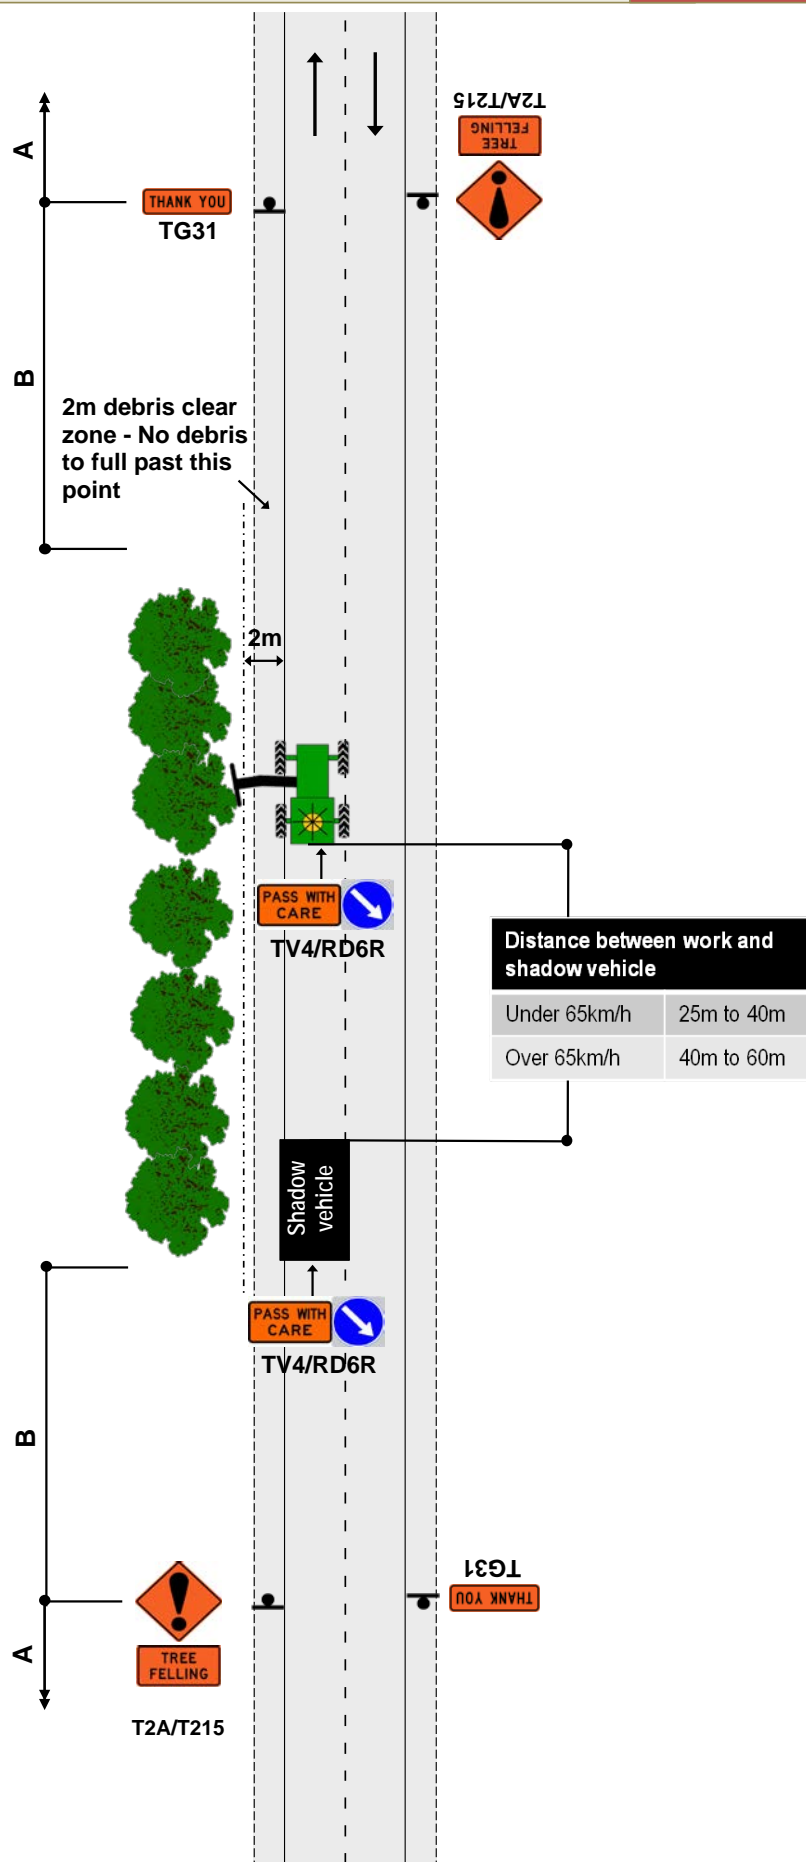 T2A/T215
TREE
FELLING
A
THANK YOU
TG31
B
2m debris clear
zone - No debris
to full past this
point
2m
PASS WITH
CARE
TV4/RD6R
Distance between work and
shadow vehicle
Under 65km/h 25m to 40m
Over 65km/h 40m to 60m
Shadow
vehicle
PASS WITH
CARE
TV4/RD6R
B
TG31
THANK YOU
A
TREE
FELLING
T2A/T215